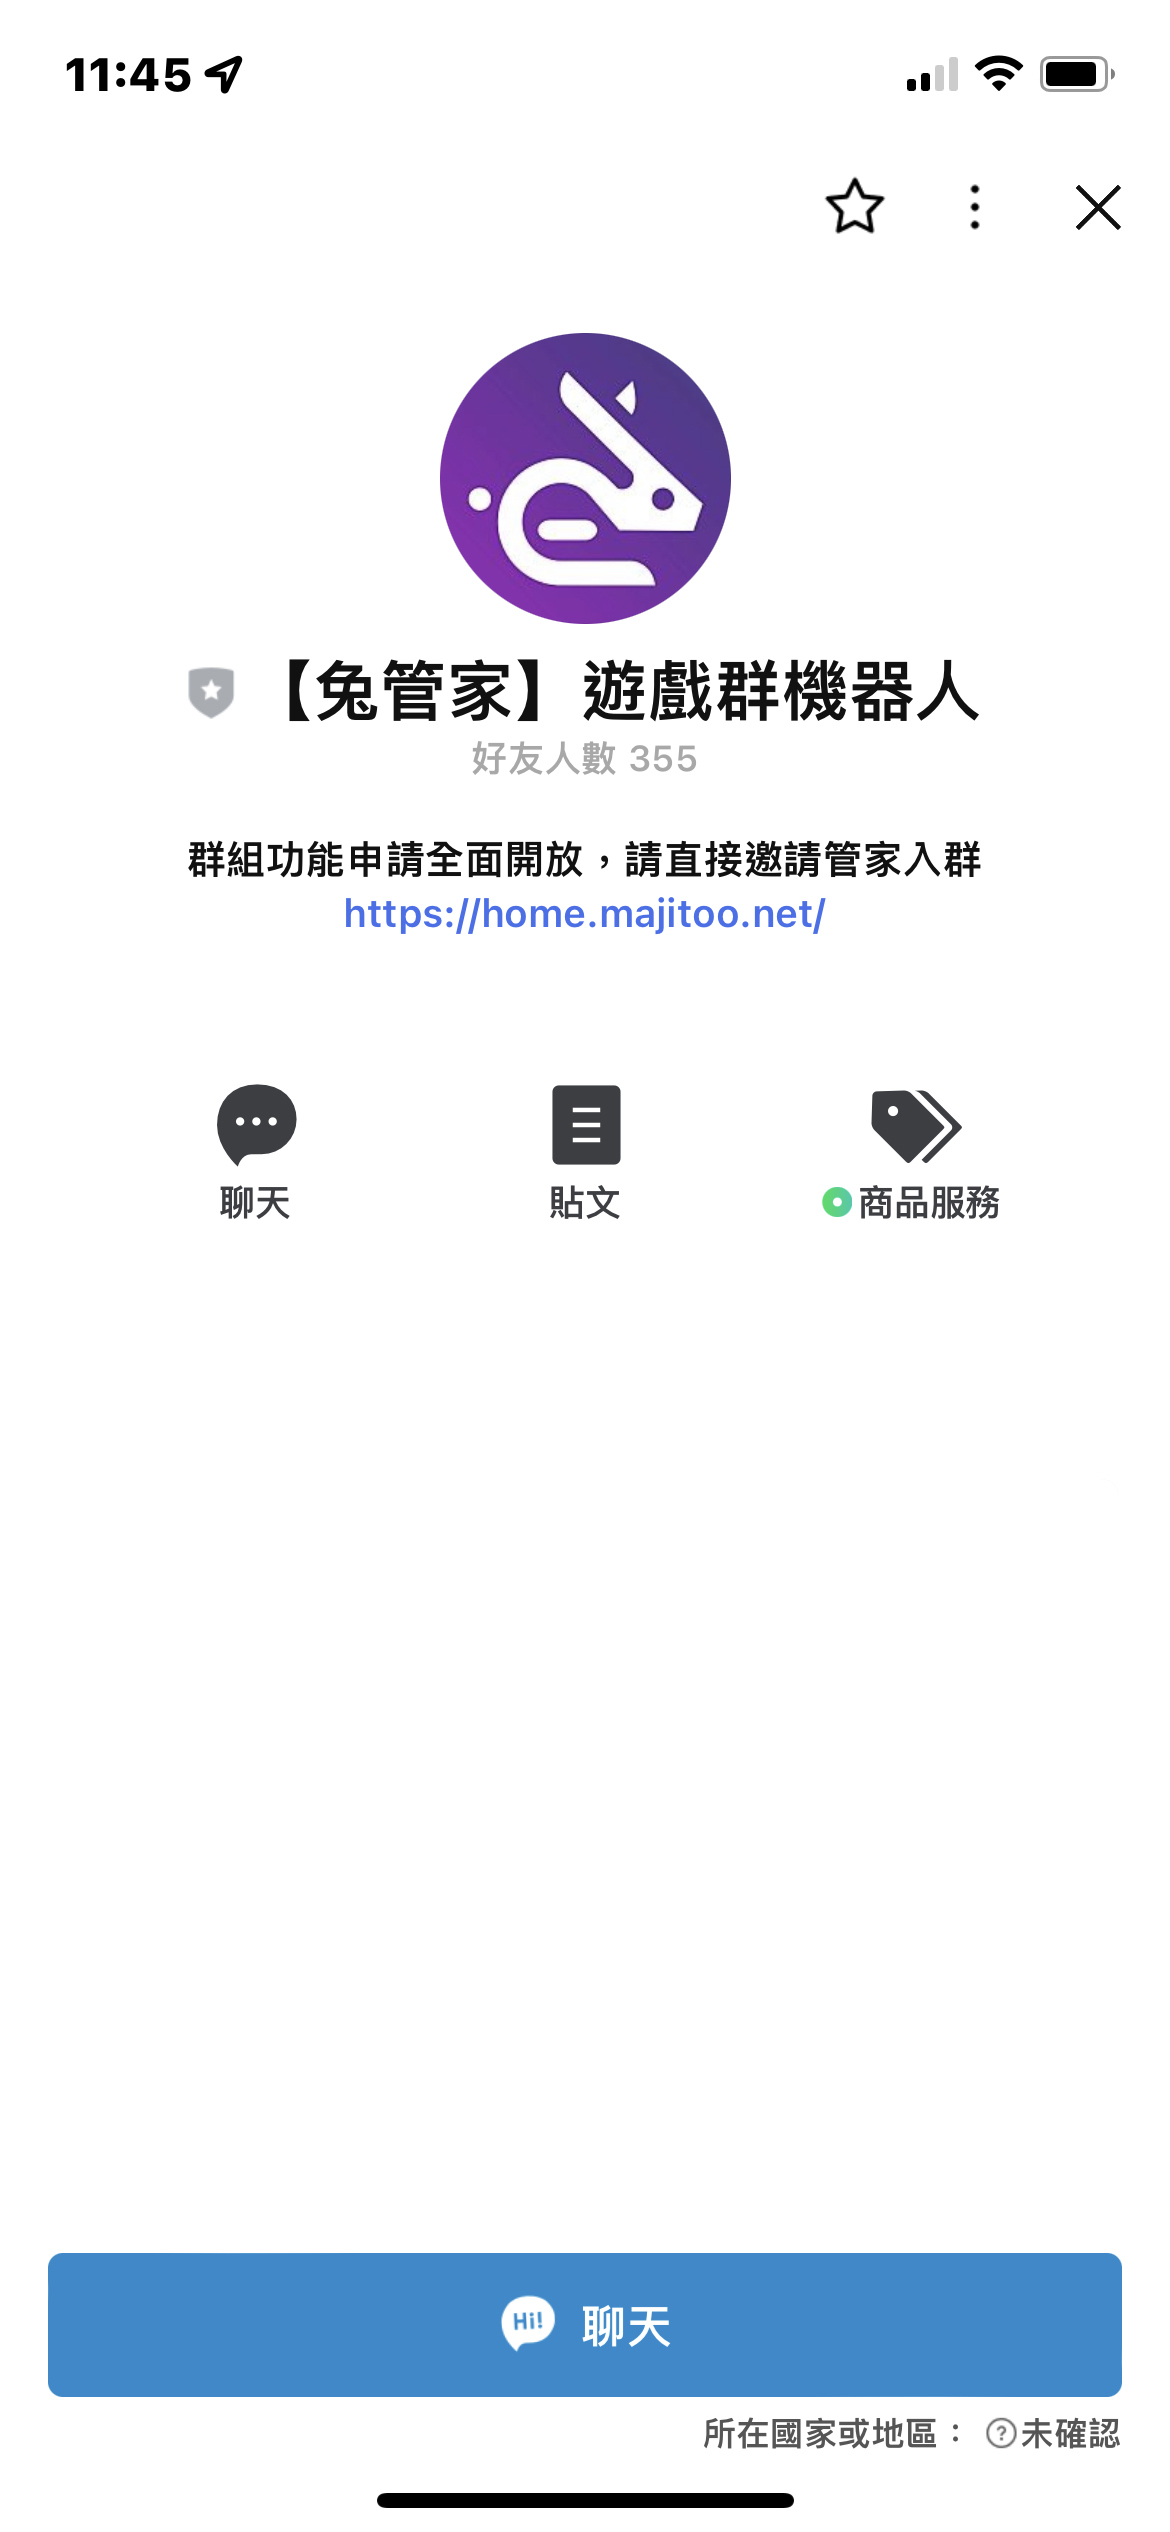 11:45
【兔管家】遊戲群機器人
好友人數 355
群組功能申請全面開放，請直接邀請管家入群
https://home.majitoo.net/
聊天
貼文
商品服務
Hi! 聊天
所在國家或地區： ?未確認